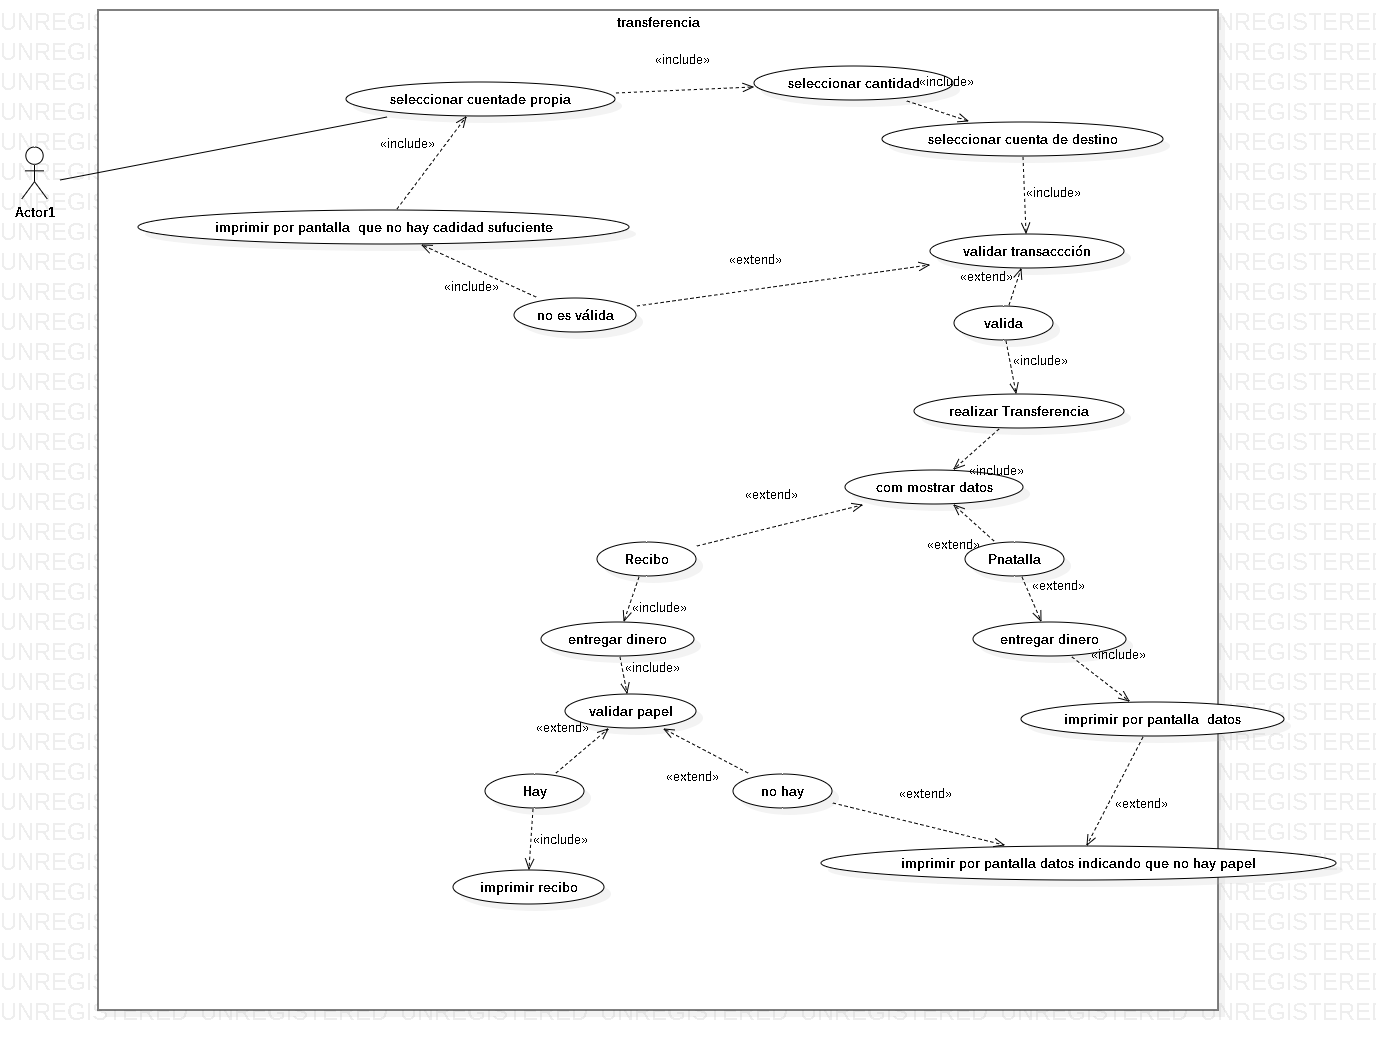 transferencia
«include»
seleccionar cantidad
«include»
seleccionar cuentade propia
seleccionar cuenta de destino
«include»
«include»
Actor1
imprimir por pantalla  que no hay cadidad sufuciente
validar transaccción
«extend»
«extend»
«include»
no es válida
valida
«include»
realizar Transferencia
«include»
com mostrar datos
«extend»
«extend»
Recibo
Pnatalla
«extend»
«include»
entregar dinero
entregar dinero
«include»
«include»
validar papel
imprimir por pantalla  datos
«extend»
«extend»
Hay
no hay
«extend»
«extend»
«include»
imprimir por pantalla datos indicando que no hay papel
imprimir recibo
UNREGISTERED UNREGISTERED UNREGISTERED UNREGISTERED UNREGISTERED UNREGISTERED UNREGISTERED